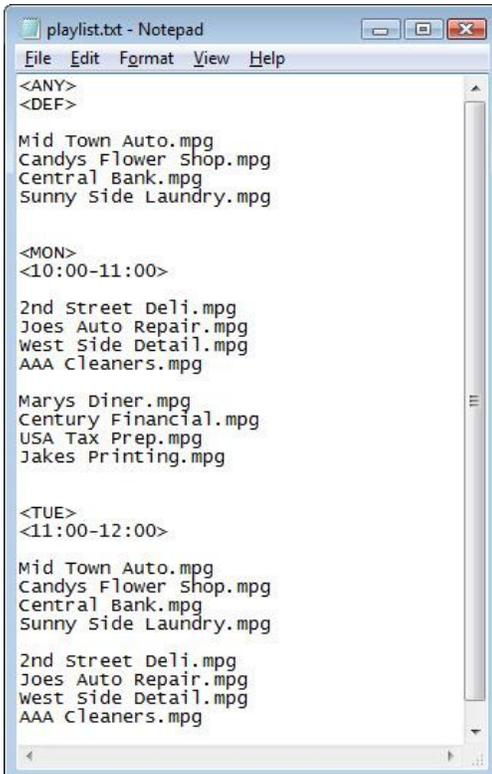 playlist.txt - Notepad
File Edit Format View Help
<ANY>
<DEF>
Mid Town Auto.mpg
Candys Flower Shop.mpg
Central Bank.mpg
Sunny Side Laundry.mpg
<MON>
<10:00-11:00>
2nd Street Deli.mpg
Joes Auto Repair.mpg
West Side Detail.mpg
AAA Cleaners.mpg
Marys Diner.mpg
Century Financial.mpg
USA Tax Prep.mpg
Jakes Printing.mpg
<TUE>
<11:00-12:00>
Mid Town Auto.mpg
Candys Flower Shop.mpg
Central Bank.mpg
Sunny Side Laundry.mpg
2nd Street Deli.mpg
Joes Auto Repair.mpg
West Side Detail.mpg
AAA Cleaners.mpg